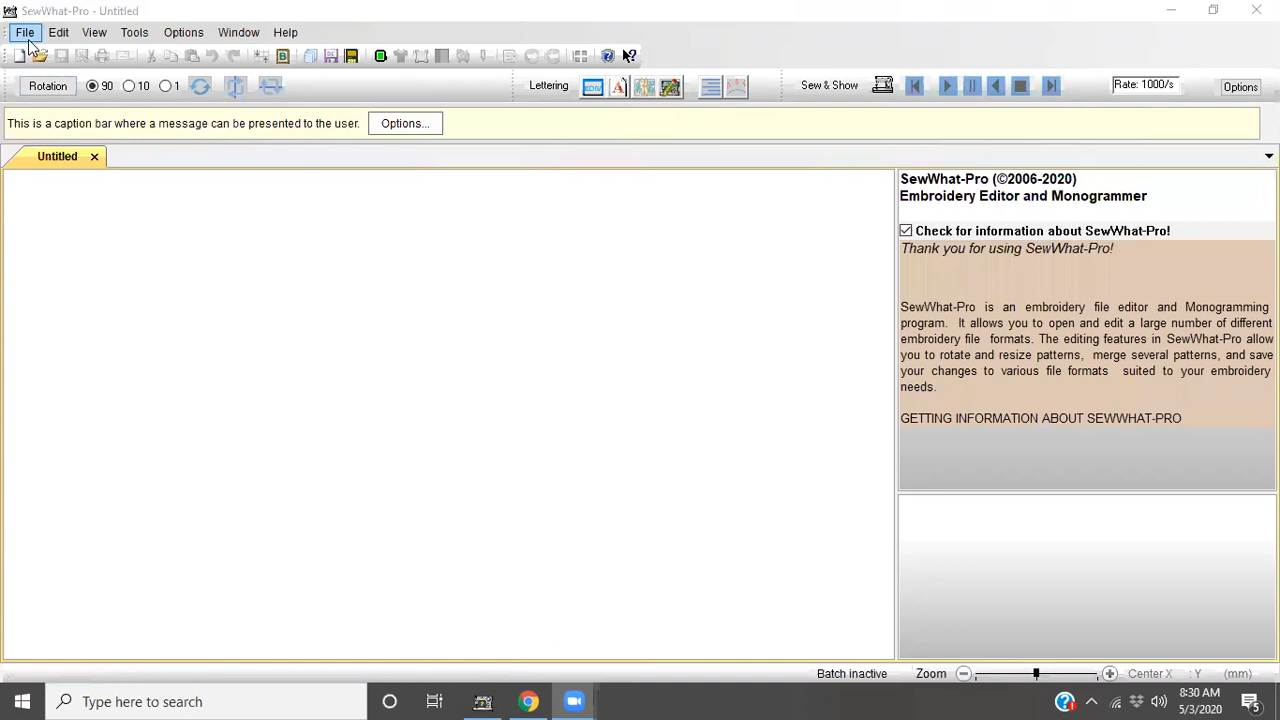 SewWhat-Pro - Untitled
File Edit View Tools Options Window Help
Rotation 90 10 1 Lettering Sew & Show Rate: 1000/s Options
This is a caption bar where a message can be presented to the user. Options...
Untitled
SewWhat-Pro (©2006-2020)
Embroidery Editor and Monogrammer
Check for information about SewWhat-Pro!
Thank you for using SewWhat-Pro!
SewWhat-Pro is an embroidery file editor and Monogramming
program. It allows you to open and edit a large number of different
embroidery file formats. The editing features in SewWhat-Pro allow
you to rotate and resize patterns, merge several patterns, and save
your changes to various file formats suited to your embroidery
needs.
GETTING INFORMATION ABOUT SEWWHAT-PRO
Batch inactive Zoom Center X : Y (mm)
Type here to search
8:30 AM
5/3/2020
5